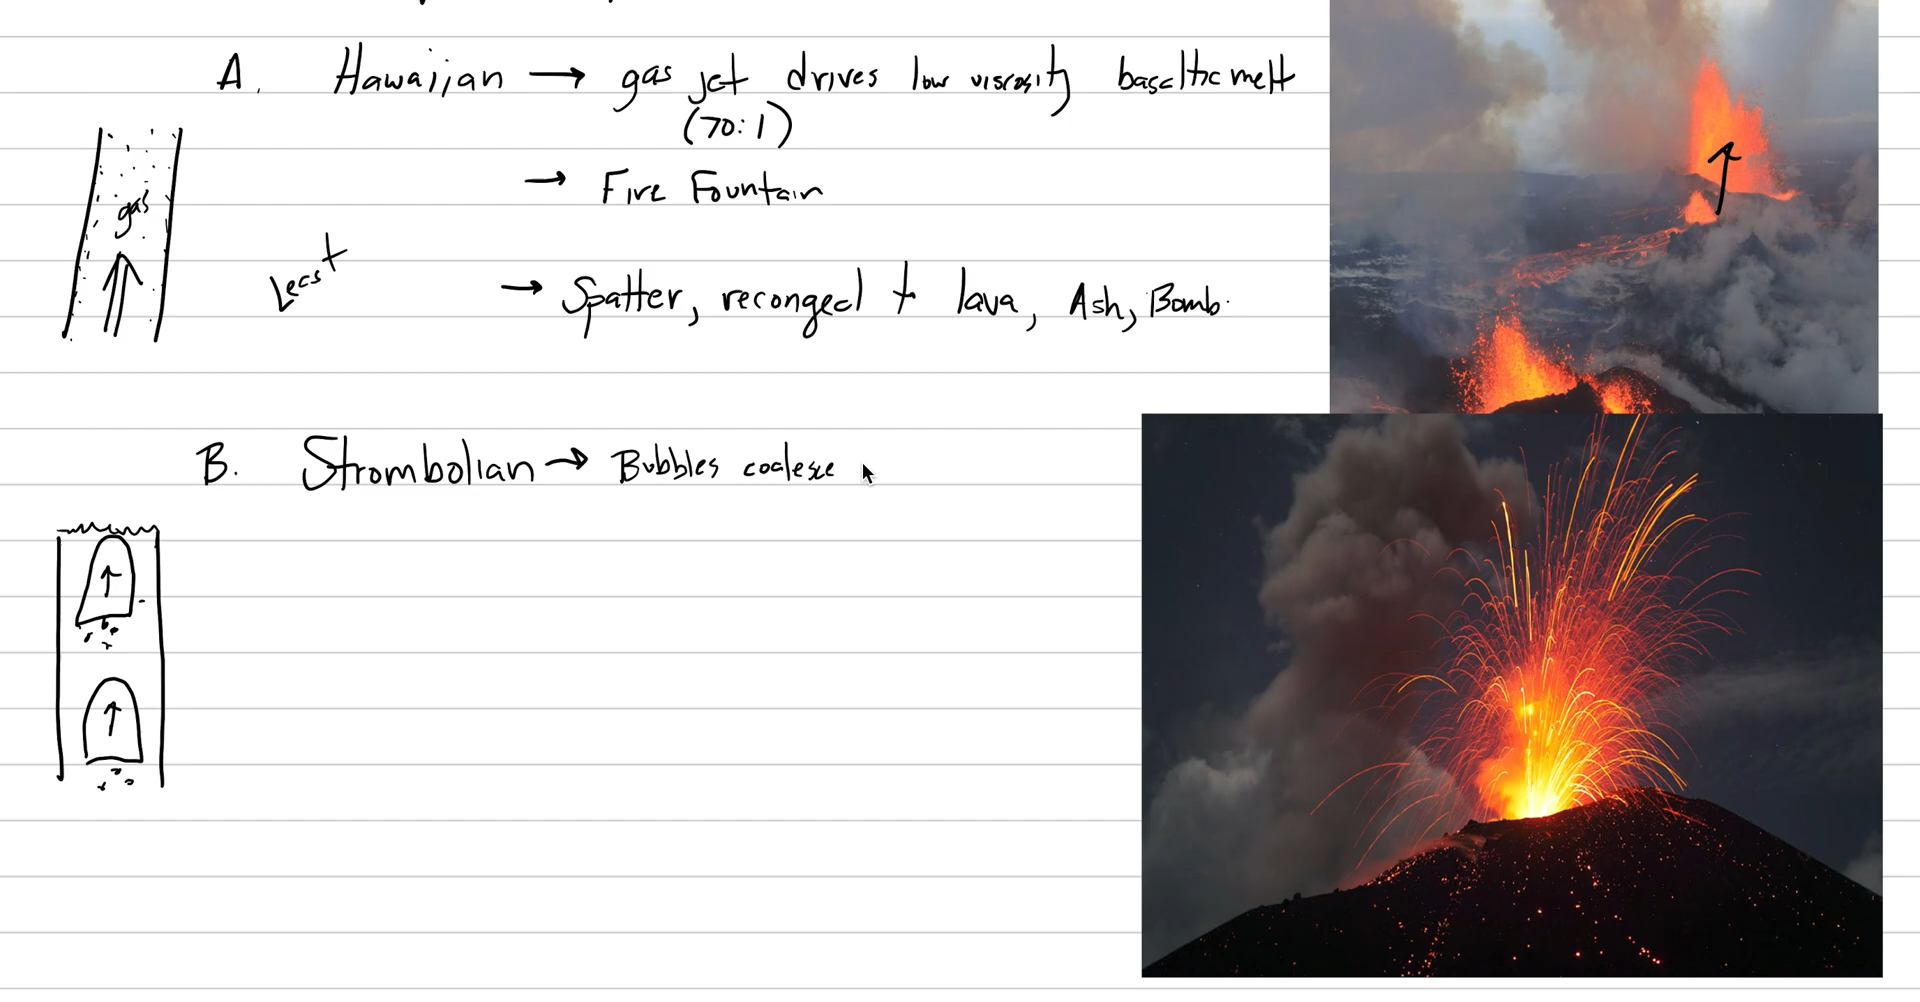 A. Hawaiian → gas jet drives low viscosity basaltic melt
(70:1)
gas
→ Fire Fountain
Least
→ Spatter, reconged t lava, Ash, Bomb.
B. Strombolian → Bubbles coalesce